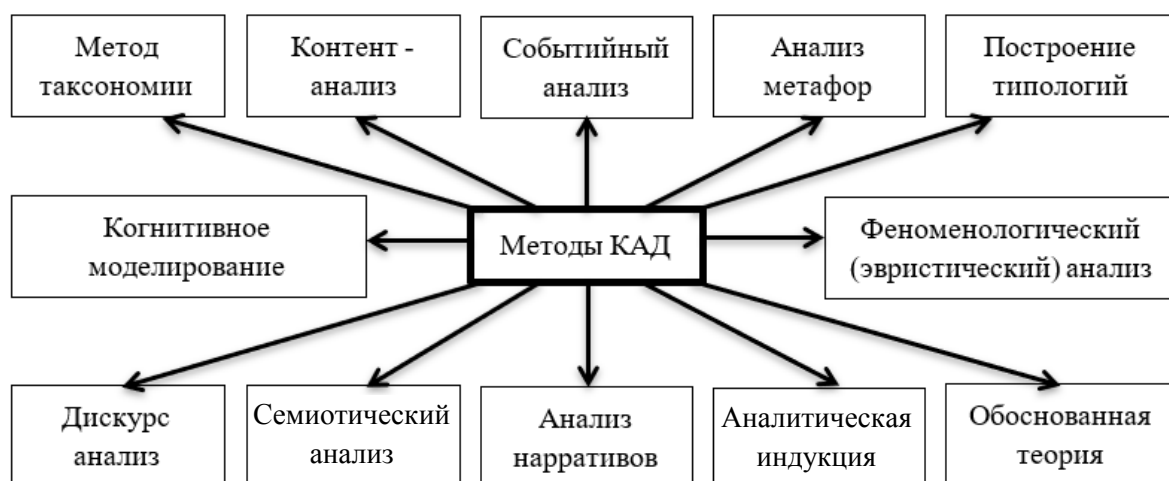 Метод
таксономии
Контент -
анализ
Событийный
анализ
Анализ
метафор
Построение
типологий
Когнитивное
моделирование
Методы КАД
Феноменологический
(эвристический) анализ
Дискурс
анализ
Семиотический
анализ
Анализ
нарративов
Аналитическая
индукция
Обоснованная
теория